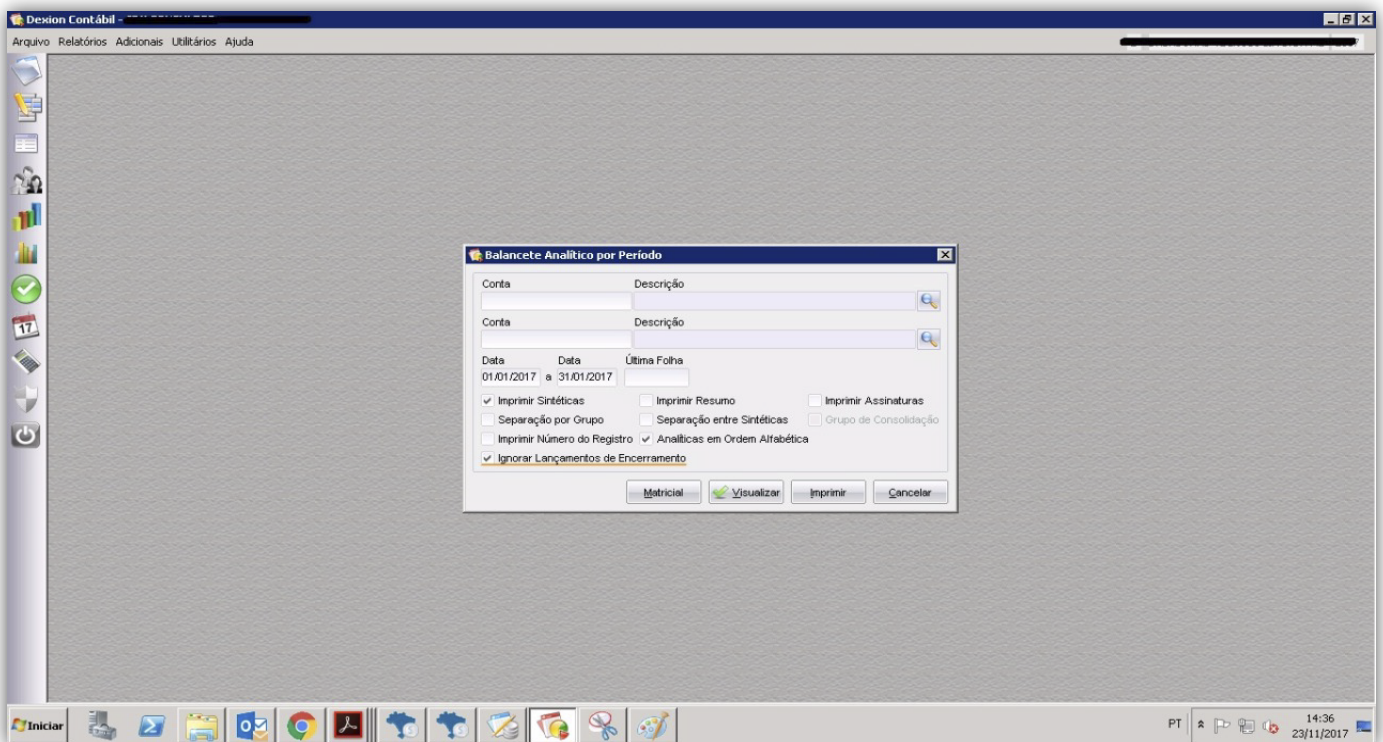 Dexion Contábil -
Arquivo Relatórios Adicionais Utilitários Ajuda
17
Balancete Analítico por Período
Conta Descrição
Conta Descrição
Data Data Última Folha
01/01/2017 a 31/01/2017
Imprimir Sintéticas Imprimir Resumo Imprimir Assinaturas
Separação por Grupo Separação entre Sintéticas Grupo de Consolidação
Imprimir Número do Registro Analíticas em Ordem Alfabética
Ignorar Lançamentos de Encerramento
Matricial Visualizar Imprimir Cancelar
Iniciar PT 14:36
23/11/2017